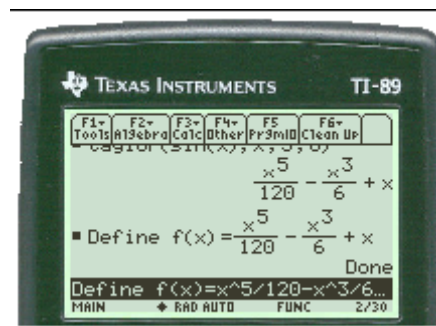 TEXAS INSTRUMENTS TI-89
F1▾ F2▾ F3▾ F4▾ F5 F6▾
Tools Algebra Calc Other PrgmIO Clean Up
x^5/120 - x^3/6 + x
▪ Define f(x)=x^5/120 - x^3/6 + x
Done
Define f(x)=x^5/120-x^3/6…
MAIN ◆ RAD AUTO FUNC 2/30